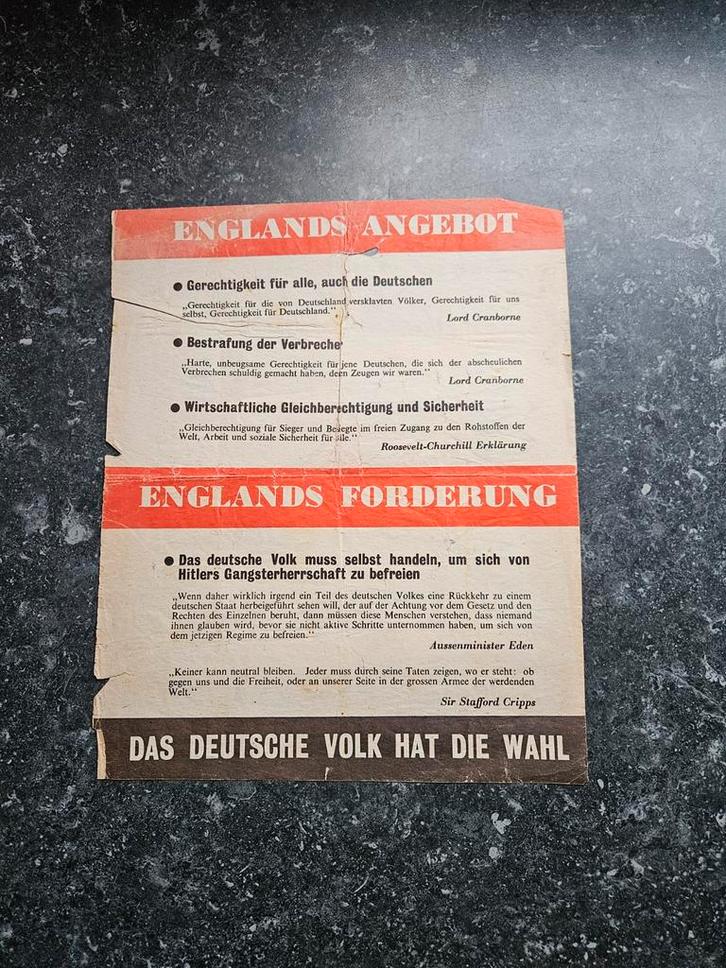 ENGLANDS ANGEBOT
● Gerechtigkeit für alle, auch die Deutschen
„Gerechtigkeit für die von Deutschland versklavten Völker, Gerechtigkeit für uns
selbst, Gerechtigkeit für Deutschland.“
Lord Cranborne
● Bestrafung der Verbrecher
„Harte, unbeugsame Gerechtigkeit für jene Deutschen, die sich der abscheulichen
Verbrechen schuldig gemacht haben, deren Zeugen wir waren.“
Lord Cranborne
● Wirtschaftliche Gleichberechtigung und Sicherheit
„Gleichberechtigung für Sieger und Besiegte im freien Zugang zu den Rohstoffen der
Welt, Arbeit und soziale Sicherheit für alle.“
Roosevelt-Churchill Erklärung
ENGLANDS FORDERUNG
● Das deutsche Volk muss selbst handeln, um sich von
Hitlers Gangsterherrschaft zu befreien
„Wenn daher wirklich irgend ein Teil des deutschen Volkes eine Rückkehr zu einem
deutschen Staat herbeigeführt sehen will, der auf der Achtung vor dem Gesetz und den
Rechten des Einzelnen beruht, dann müssen diese Menschen verstehen, dass niemand
ihnen glauben wird, bevor sie nicht aktive Schritte unternommen haben, um sich von
dem jetzigen Regime zu befreien.“
Aussenminister Eden
„Keiner kann neutral bleiben. Jeder muss durch seine Taten zeigen, wo er steht: ob
gegen uns und die Freiheit, oder an unserer Seite in der grossen Armee der werdenden
Welt.“
Sir Stafford Cripps
DAS DEUTSCHE VOLK HAT DIE WAHL